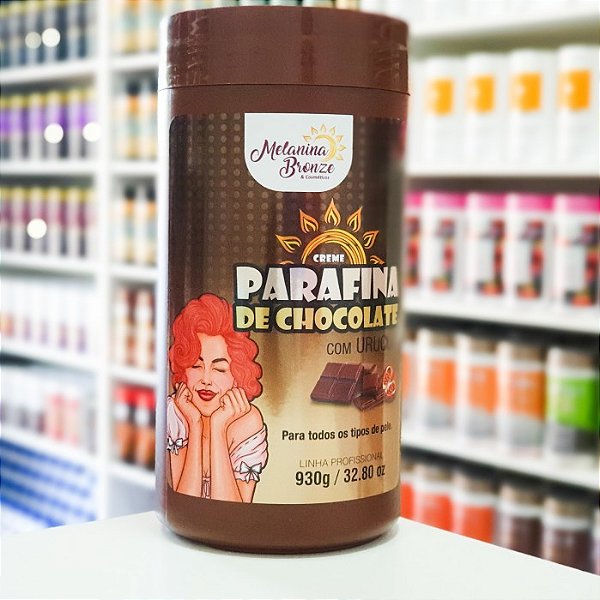 Melanina
Bronze
& Cosméticos
CREME
PARAFINA
DE CHOCOLATE
COM URUC
Para todos os tipos de pele
LINHA PROFISSIONAL
930g / 32.80 oz